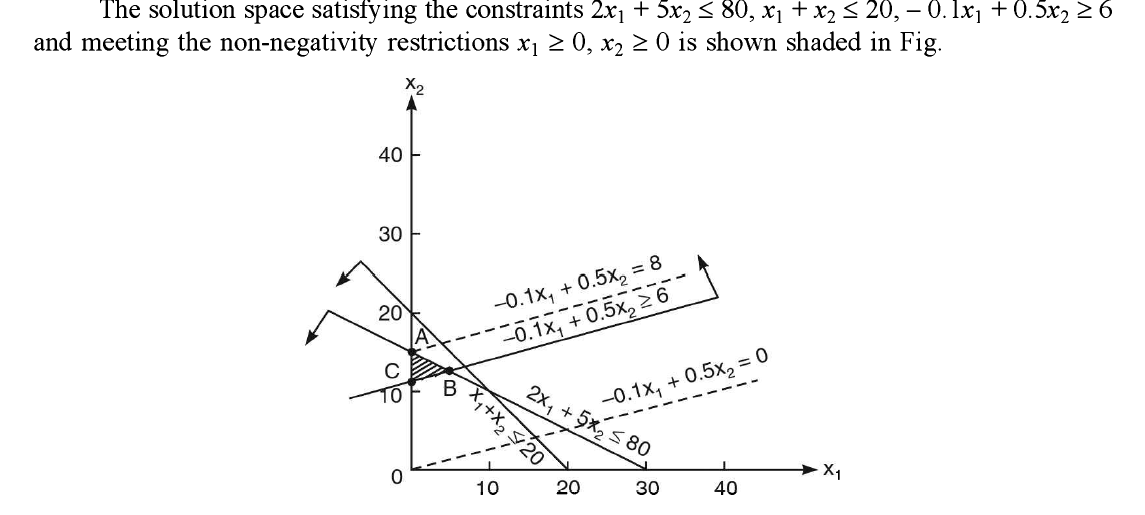 The solution space satisfying the constraints 2x₁ + 5x₂ ≤ 80, x₁ + x₂ ≤ 20, – 0.1x₁ + 0.5x₂ ≥ 6
and meeting the non-negativity restrictions x₁ ≥ 0, x₂ ≥ 0 is shown shaded in Fig.
X₂
40
30
–0.1x₁ + 0.5x₂ = 8
–0.1x₁ + 0.5x₂ ≥ 6
20
A
C
B
10
–0.1x₁ + 0.5x₂ = 0
2x₁ + 5x₂ ≤ 80
x₁+x₂ ≤ 20
0
10
20
30
40
X₁